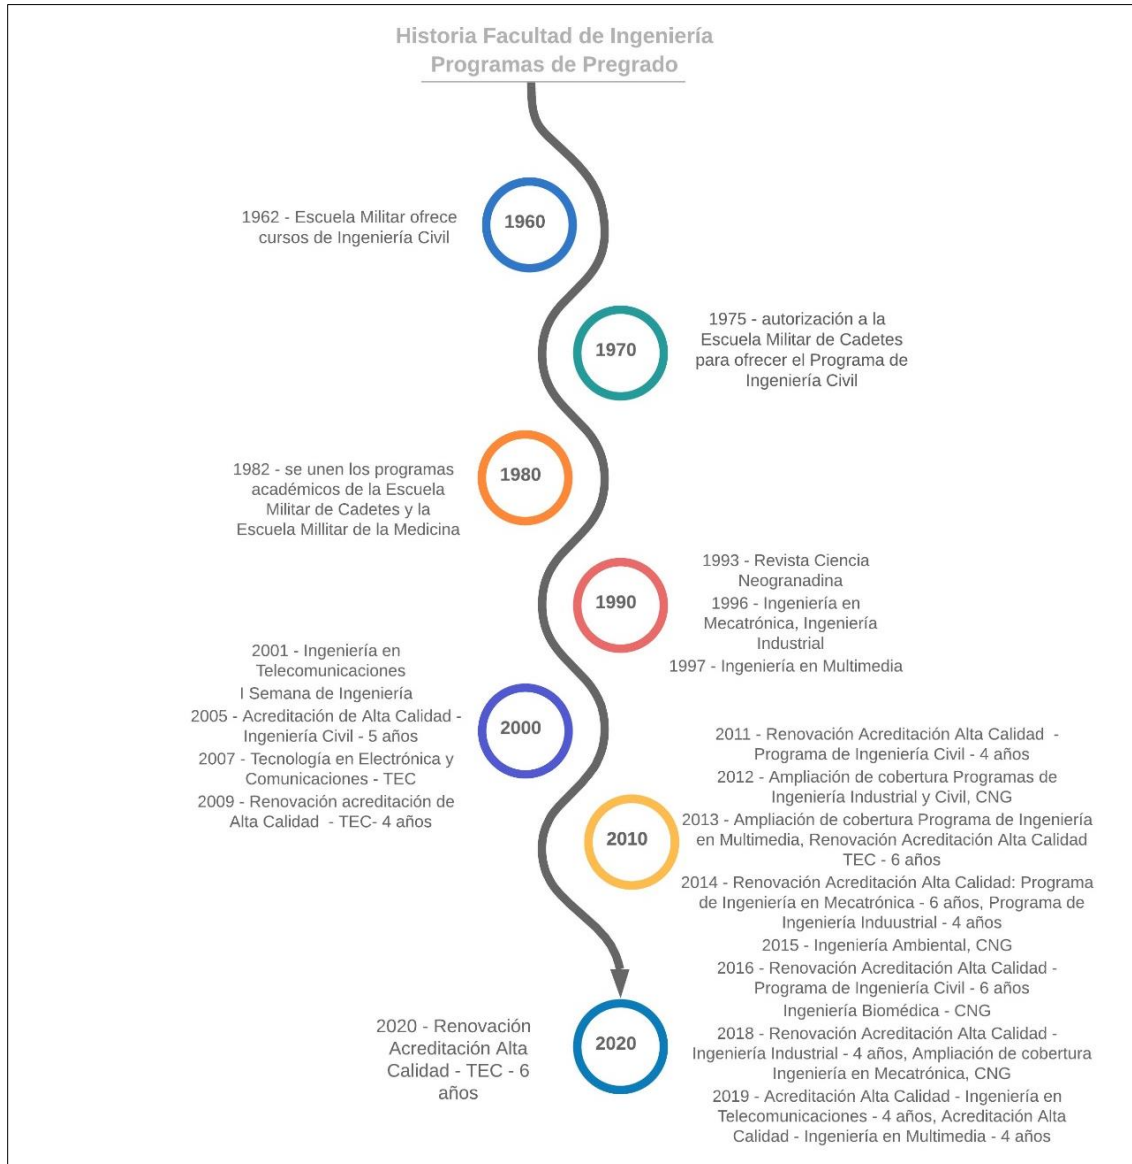 Historia Facultad de Ingeniería
Programas de Pregrado
1960
1962 - Escuela Militar ofrece
cursos de Ingeniería Civil
1970
1975 - autorización a la
Escuela Militar de Cadetes
para ofrecer el Programa de
Ingeniería Civil
1980
1982 - se unen los programas
académicos de la Escuela
Militar de Cadetes y la
Escuela Millitar de la Medicina
1990
1993 - Revista Ciencia
Neogranadina
1996 - Ingeniería en
Mecatrónica, Ingeniería
Industrial
1997 - Ingeniería en Multimedia
2000
2001 - Ingeniería en
Telecomunicaciones
I Semana de Ingeniería
2005 - Acreditación de Alta Calidad -
Ingeniería Civil - 5 años
2007 - Tecnología en Electrónica y
Comunicaciones - TEC
2009 - Renovación acreditación de
Alta Calidad - TEC- 4 años
2010
2011 - Renovación Acreditación Alta Calidad -
Programa de Ingeniería Civil - 4 años
2012 - Ampliación de cobertura Programas de
Ingeniería Industrial y Civil, CNG
2013 - Ampliación de cobertura Programa de Ingeniería
en Multimedia, Renovación Acreditación Alta Calidad
TEC - 6 años
2014 - Renovación Acreditación Alta Calidad: Programa
de Ingeniería en Mecatrónica - 6 años, Programa de
Ingeniería Induustrial - 4 años
2015 - Ingeniería Ambiental, CNG
2016 - Renovación Acreditación Alta Calidad -
Programa de Ingeniería Civil - 6 años
Ingeniería Biomédica - CNG
2018 - Renovación Acreditación Alta Calidad -
Ingeniería Industrial - 4 años, Ampliación de cobertura
Ingeniería en Mecatrónica, CNG
2019 - Acreditación Alta Calidad - Ingeniería en
Telecomunicaciones - 4 años, Acreditación Alta
Calidad - Ingeniería en Multimedia - 4 años
2020
2020 - Renovación
Acreditación Alta
Calidad - TEC - 6
años